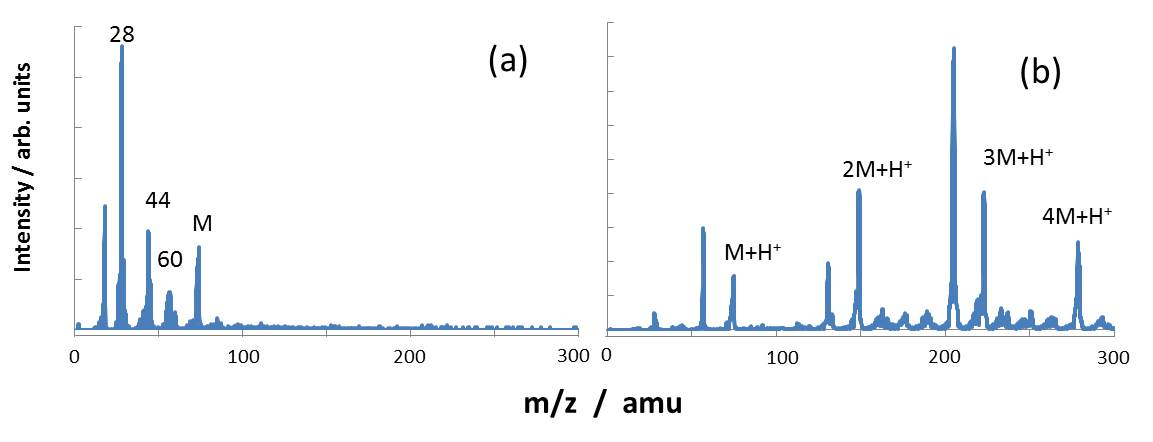 28
(a)
44
M
60
Intensity / arb. units
0
100
200
300
(b)
3M+H⁺
2M+H⁺
4M+H⁺
M+H⁺
0
100
200
300
m/z / amu